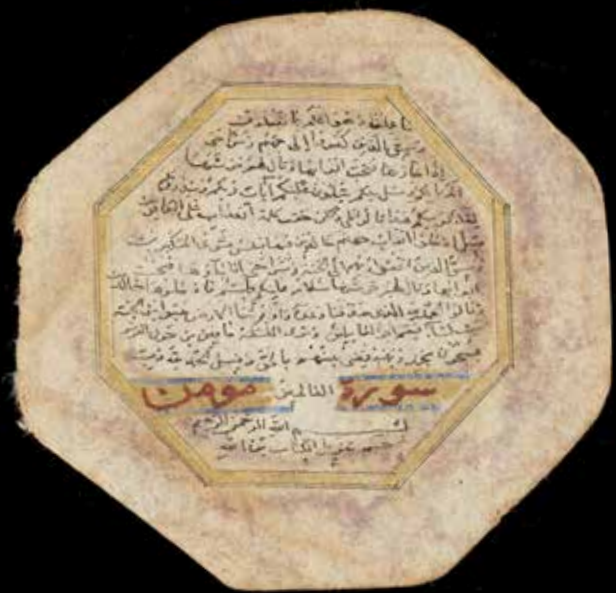 ما عملت وهو اعلم بما يفعلون
وسيق الذين كفروا الى جهنم زمرا حتى
اذا جاؤها فتحت ابوابها وقال لهم خزنتها
الم ياتكم رسل منكم يتلون عليكم آيات ربكم وينذرونكم
لقاء يومكم هذا قالوا بلى ولكن حقت كلمة العذاب على الكافرين
قيل ادخلوا ابواب جهنم خالدين فيها فبئس مثوى المتكبرين
وسيق الذين اتقوا ربهم الى الجنة زمرا حتى اذا جاؤها وفتحت
ابوابها وقال لهم خزنتها سلام عليكم طبتم فادخلوها خالدين
وقالوا الحمد لله الذي صدقنا وعده واورثنا الارض نتبوا من الجنة
حيث نشاء فنعم اجر العاملين وترى الملئكة حافين من حول العرش
يسبحون بحمد ربهم وقضي بينهم بالحق وقيل الحمد لله رب
سورة العالمين مومن
بسم الله الرحمن الرحيم
حم تنزيل الكتاب من الله